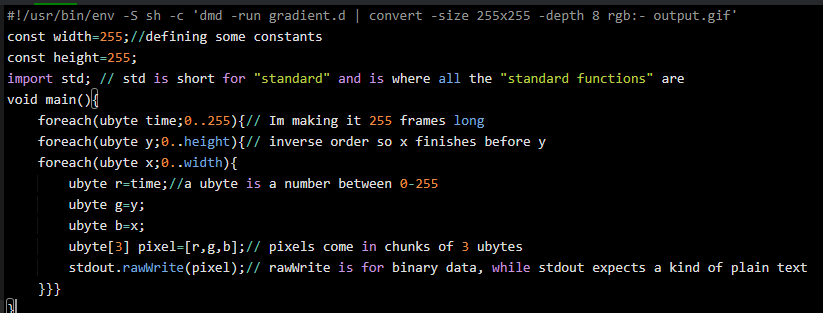 #!/usr/bin/env -S sh -c 'dmd -run gradient.d | convert -size 255x255 -depth 8 rgb:- output.gif'
const width=255;//defining some constants
const height=255;
import std; // std is short for "standard" and is where all the "standard functions" are
void main(){
    foreach(ubyte time;0..255){// Im making it 255 frames long
    foreach(ubyte y;0..height){// inverse order so x finishes before y
    foreach(ubyte x;0..width){
        ubyte r=time;//a ubyte is a number between 0-255
        ubyte g=y;
        ubyte b=x;
        ubyte[3] pixel=[r,g,b];// pixels come in chunks of 3 ubytes
        stdout.rawWrite(pixel);// rawWrite is for binary data, while stdout expects a kind of plain text
    }}}
}